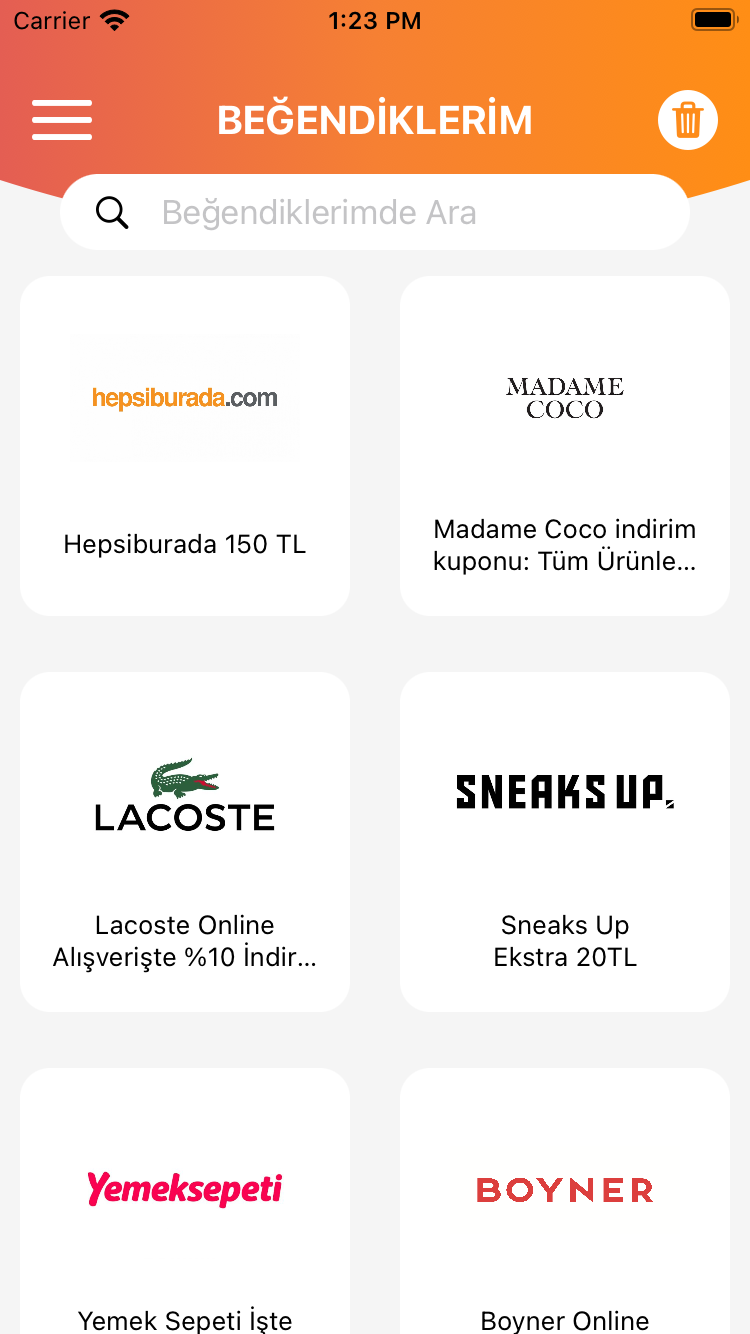 Carrier 1:23 PM
BEĞENDİKLERİM
Beğendiklerimde Ara
hepsiburada.com
Hepsiburada 150 TL
MADAME
COCO
Madame Coco indirim
kuponu: Tüm Ürünle...
LACOSTE
Lacoste Online
Alışverişte %10 İndir...
SNEAKS UP.
Sneaks Up
Ekstra 20TL
Yemeksepeti
Yemek Sepeti İşte
BOYNER
Boyner Online